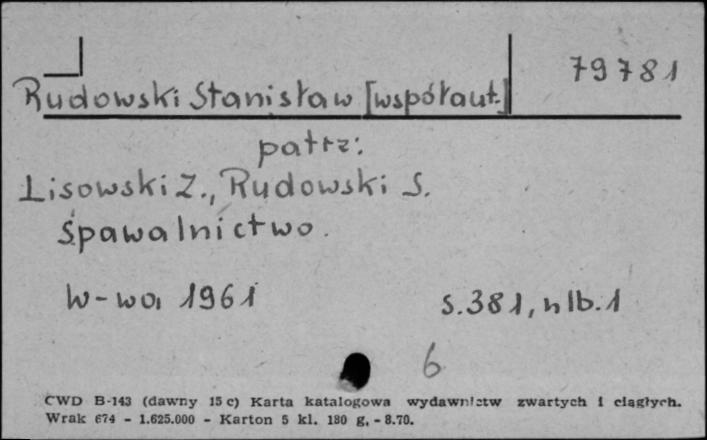 79781
Rudowski Stanisław [współaut.]
patrz:
Lisowski Z., Rudowski S.
Spawalnictwo.
W-wa, 1961 s.381, nlb.1
6
CWD B-143 (dawny 15 c) Karta katalogowa wydawnictw zwartych i ciągłych.
Wrak 674 - 1.625.000 - Karton 5 kl. 180 g. - 8.70.